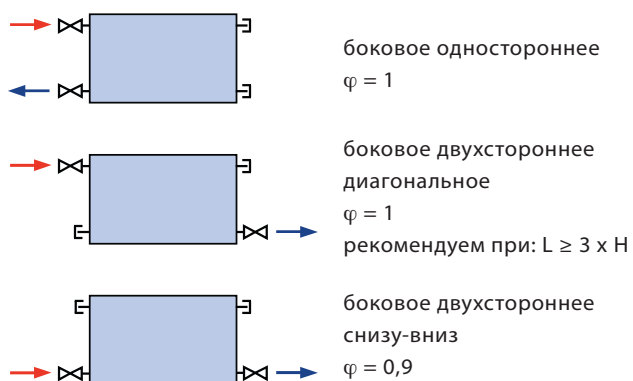 боковое одностороннее
φ = 1
боковое двухстороннее
диагональное
φ = 1
рекомендуем при: L ≥ 3 x H
боковое двухстороннее
снизу-вниз
φ = 0,9